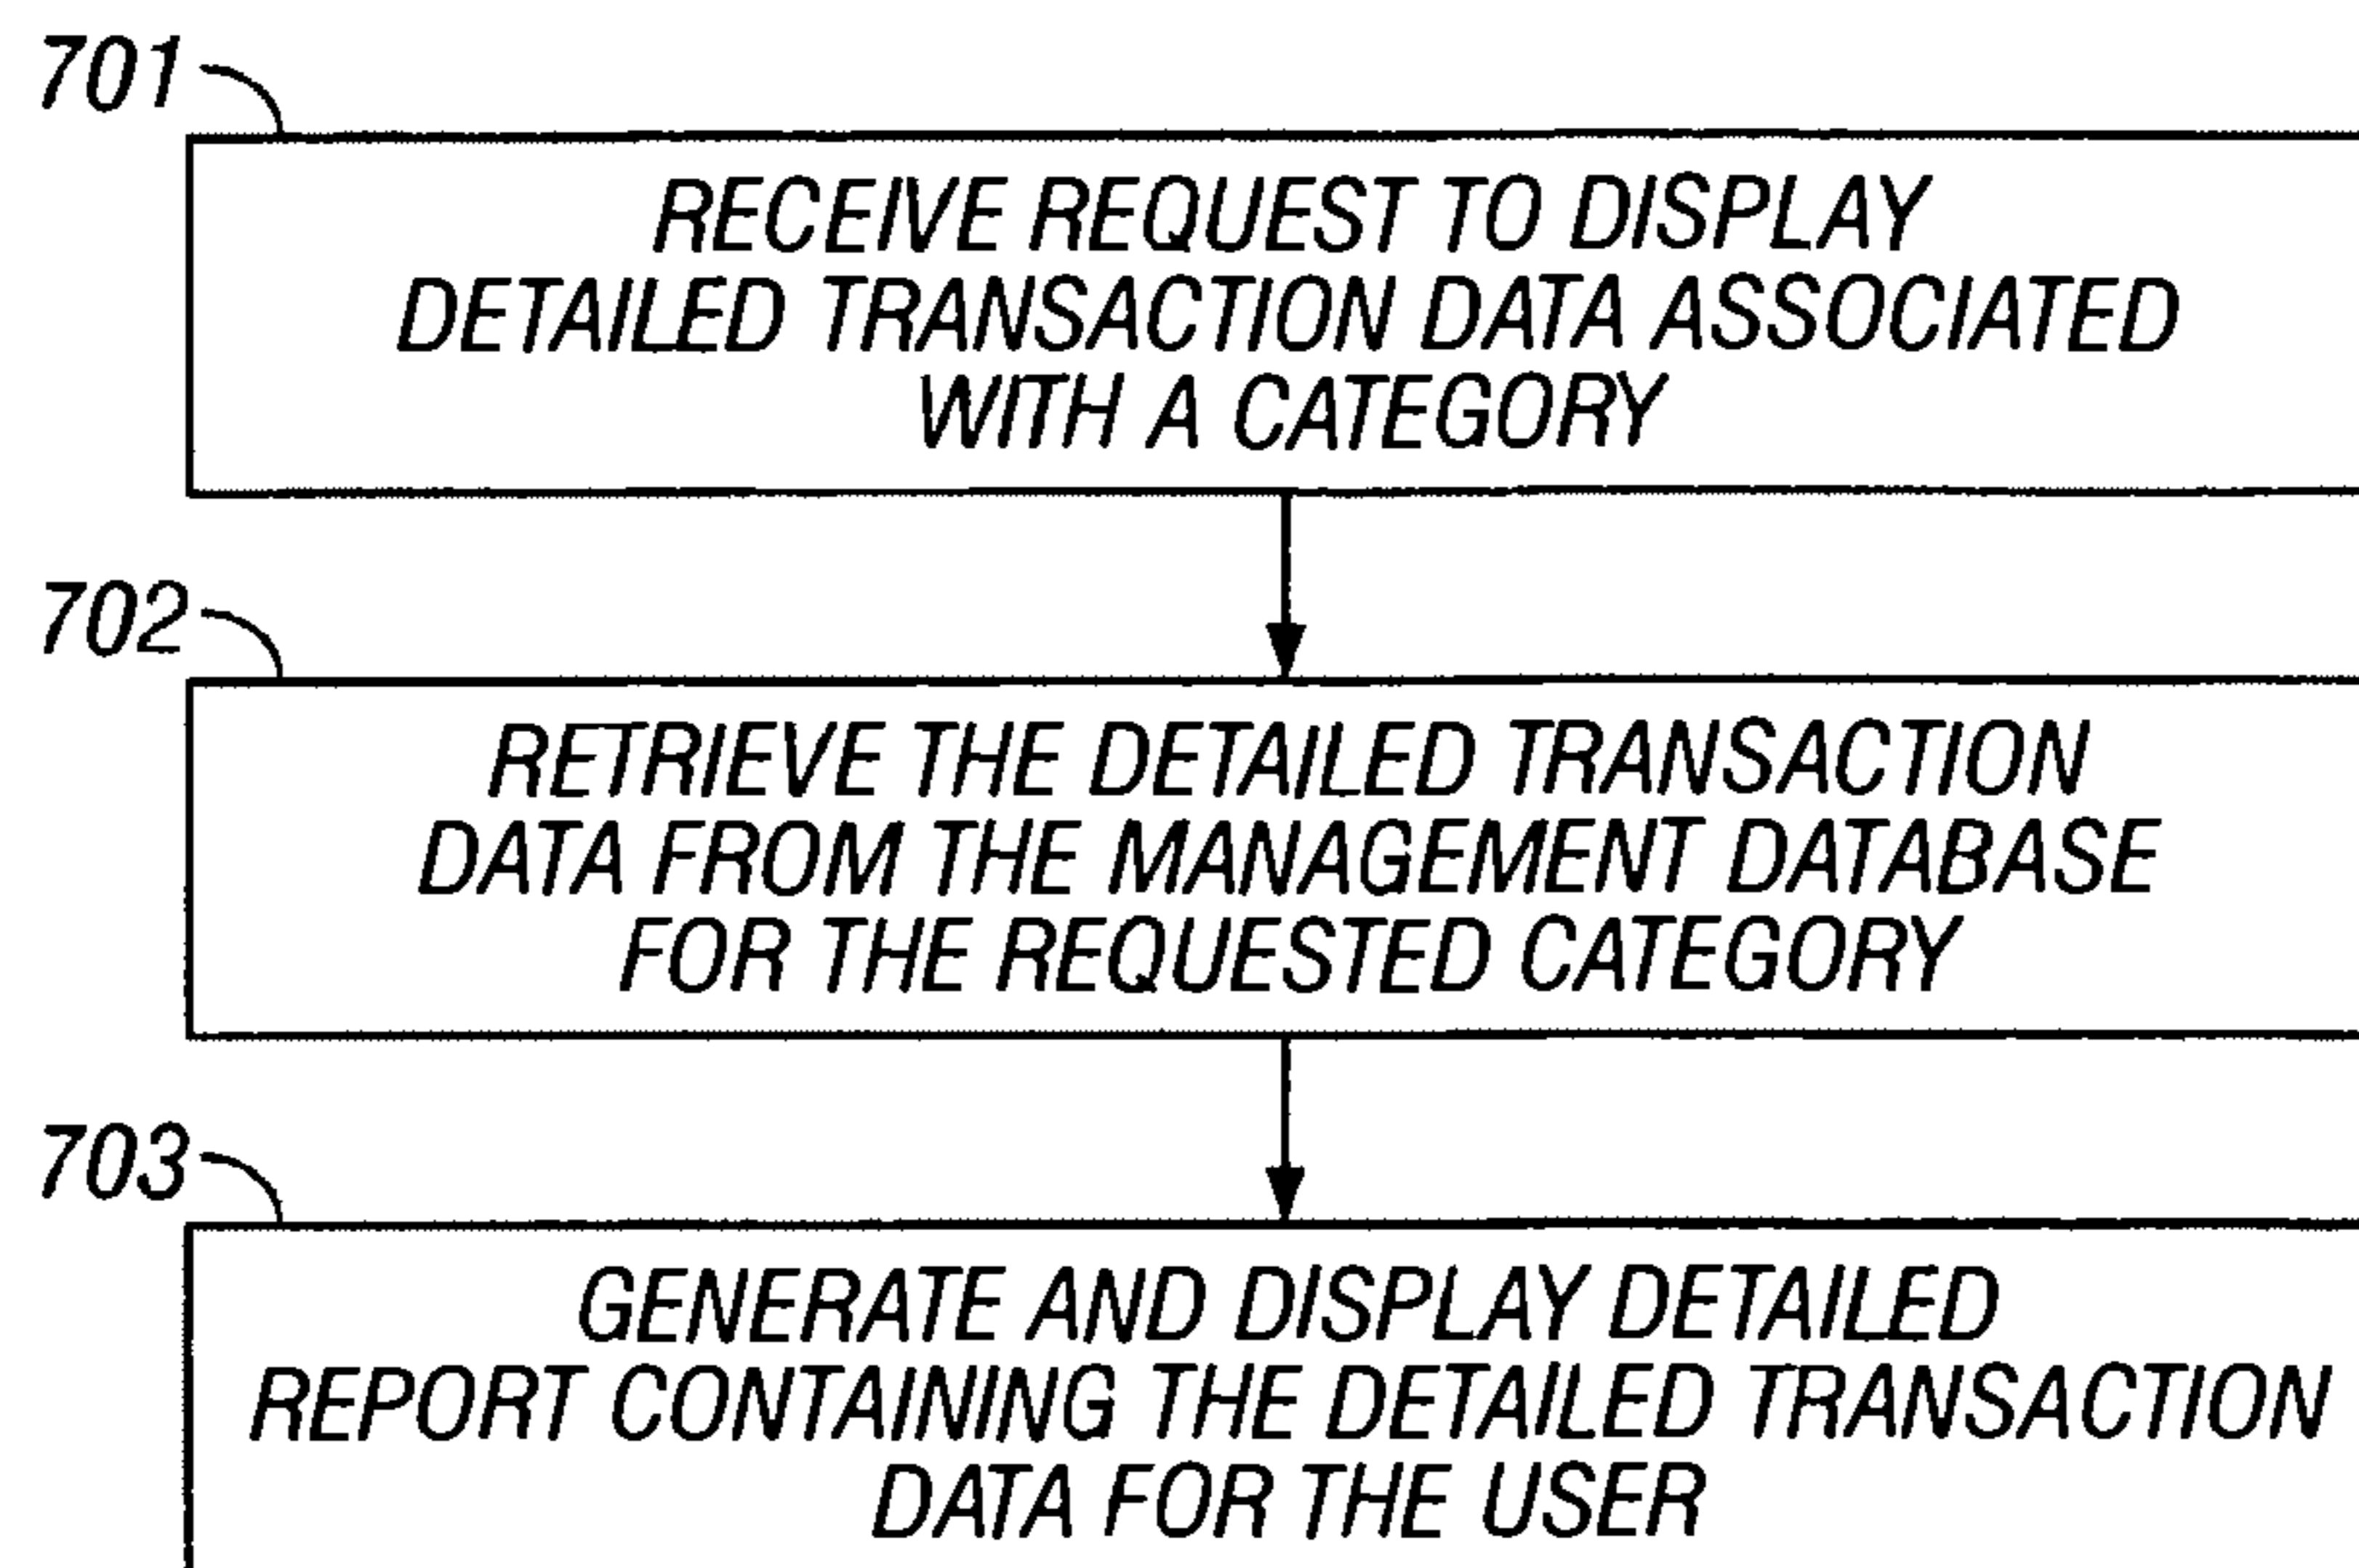 701
RECEIVE REQUEST TO DISPLAY
DETAILED TRANSACTION DATA ASSOCIATED
WITH A CATEGORY
702
RETRIEVE THE DETAILED TRANSACTION
DATA FROM THE MANAGEMENT DATABASE
FOR THE REQUESTED CATEGORY
703
GENERATE AND DISPLAY DETAILED
REPORT CONTAINING THE DETAILED TRANSACTION
DATA FOR THE USER